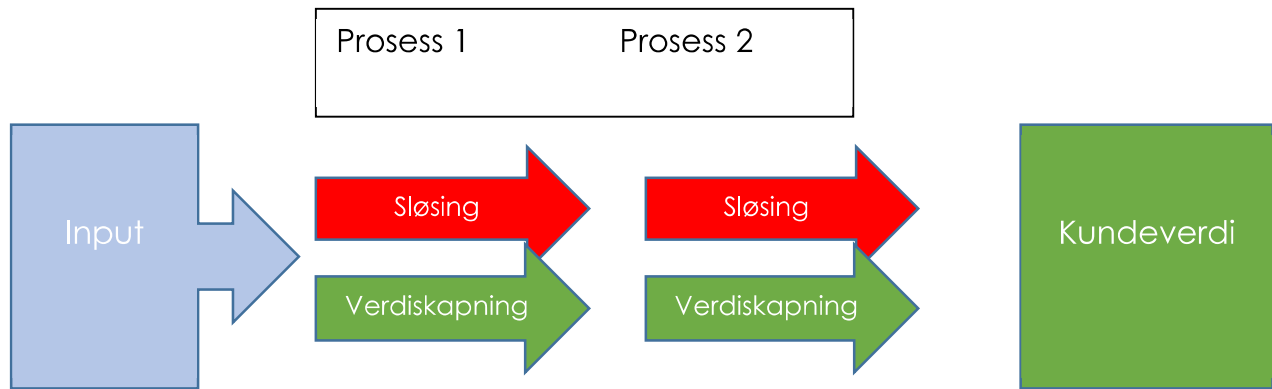 Prosess 1
Prosess 2
Input
Sløsing
Sløsing
Kundeverdi
Verdiskapning
Verdiskapning